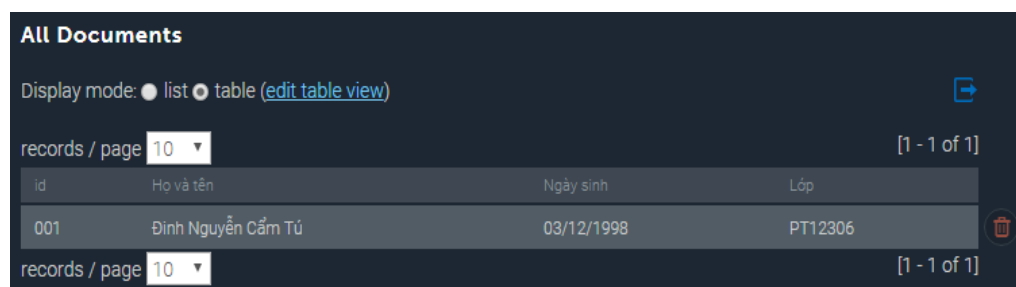 All Documents
Display mode: list table (edit table view)
records / page 10 [1 - 1 of 1]
id Họ và tên Ngày sinh Lớp
001 Đinh Nguyễn Cẩm Tú 03/12/1998 PT12306
records / page 10 [1 - 1 of 1]